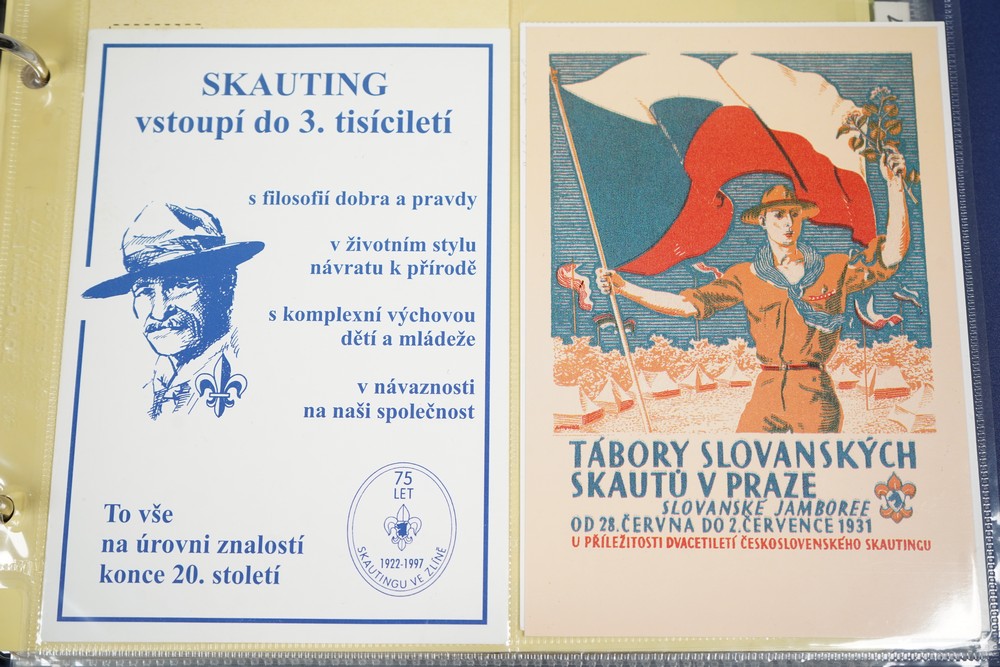 SKAUTING
vstoupí do 3. tisíciletí
s filosofií dobra a pravdy
v životním stylu
návratu k přírodě
s komplexní výchovou
dětí a mládeže
v návaznosti
na naši společnost
To vše
na úrovni znalostí
konce 20. století
75
LET
1922-1997
SKAUTINGU VE ZLÍNĚ
TÁBORY SLOVANSKÝCH
SKAUTŮ V PRAZE
SLOVANSKÉ JAMBOREE
OD 28. ČERVNA DO 2. ČERVENCE 1931
U PŘÍLEŽITOSTI DVACETILETÍ ČESKOSLOVENSKÉHO SKAUTINGU